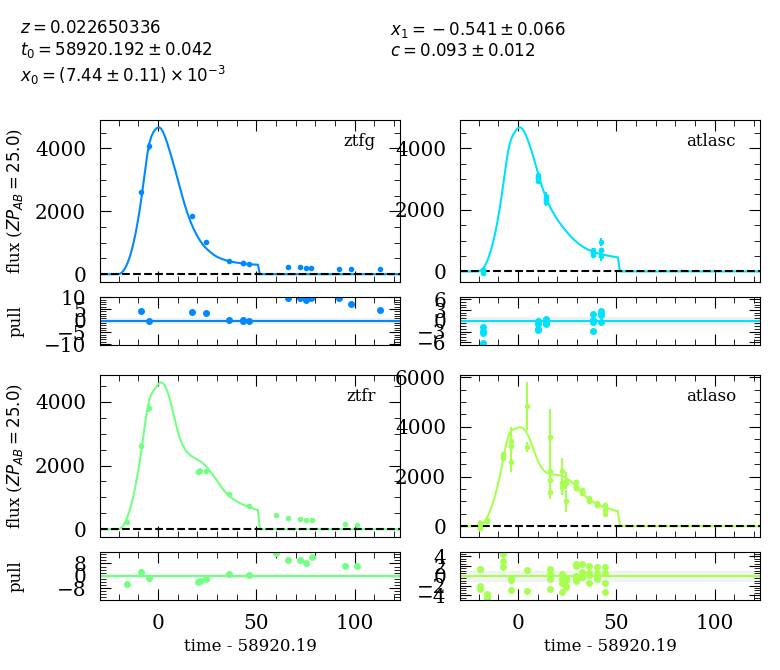 z = 0.022650336
t₀ = 58920.192 ± 0.042
x₀ = (7.44 ± 0.11) × 10⁻³
x₁ = −0.541 ± 0.066
c = 0.093 ± 0.012
ztfg
flux (ZP_AB = 25.0)
4000
2000
0
atlasc
4000
2000
0
pull
10
5
0
−5
−10
6
3
0
−3
−6
ztfr
flux (ZP_AB = 25.0)
4000
2000
0
atlaso
6000
4000
2000
0
pull
8
0
−8
4
2
0
−2
−4
0 50 100
time - 58920.19
0 50 100
time - 58920.19